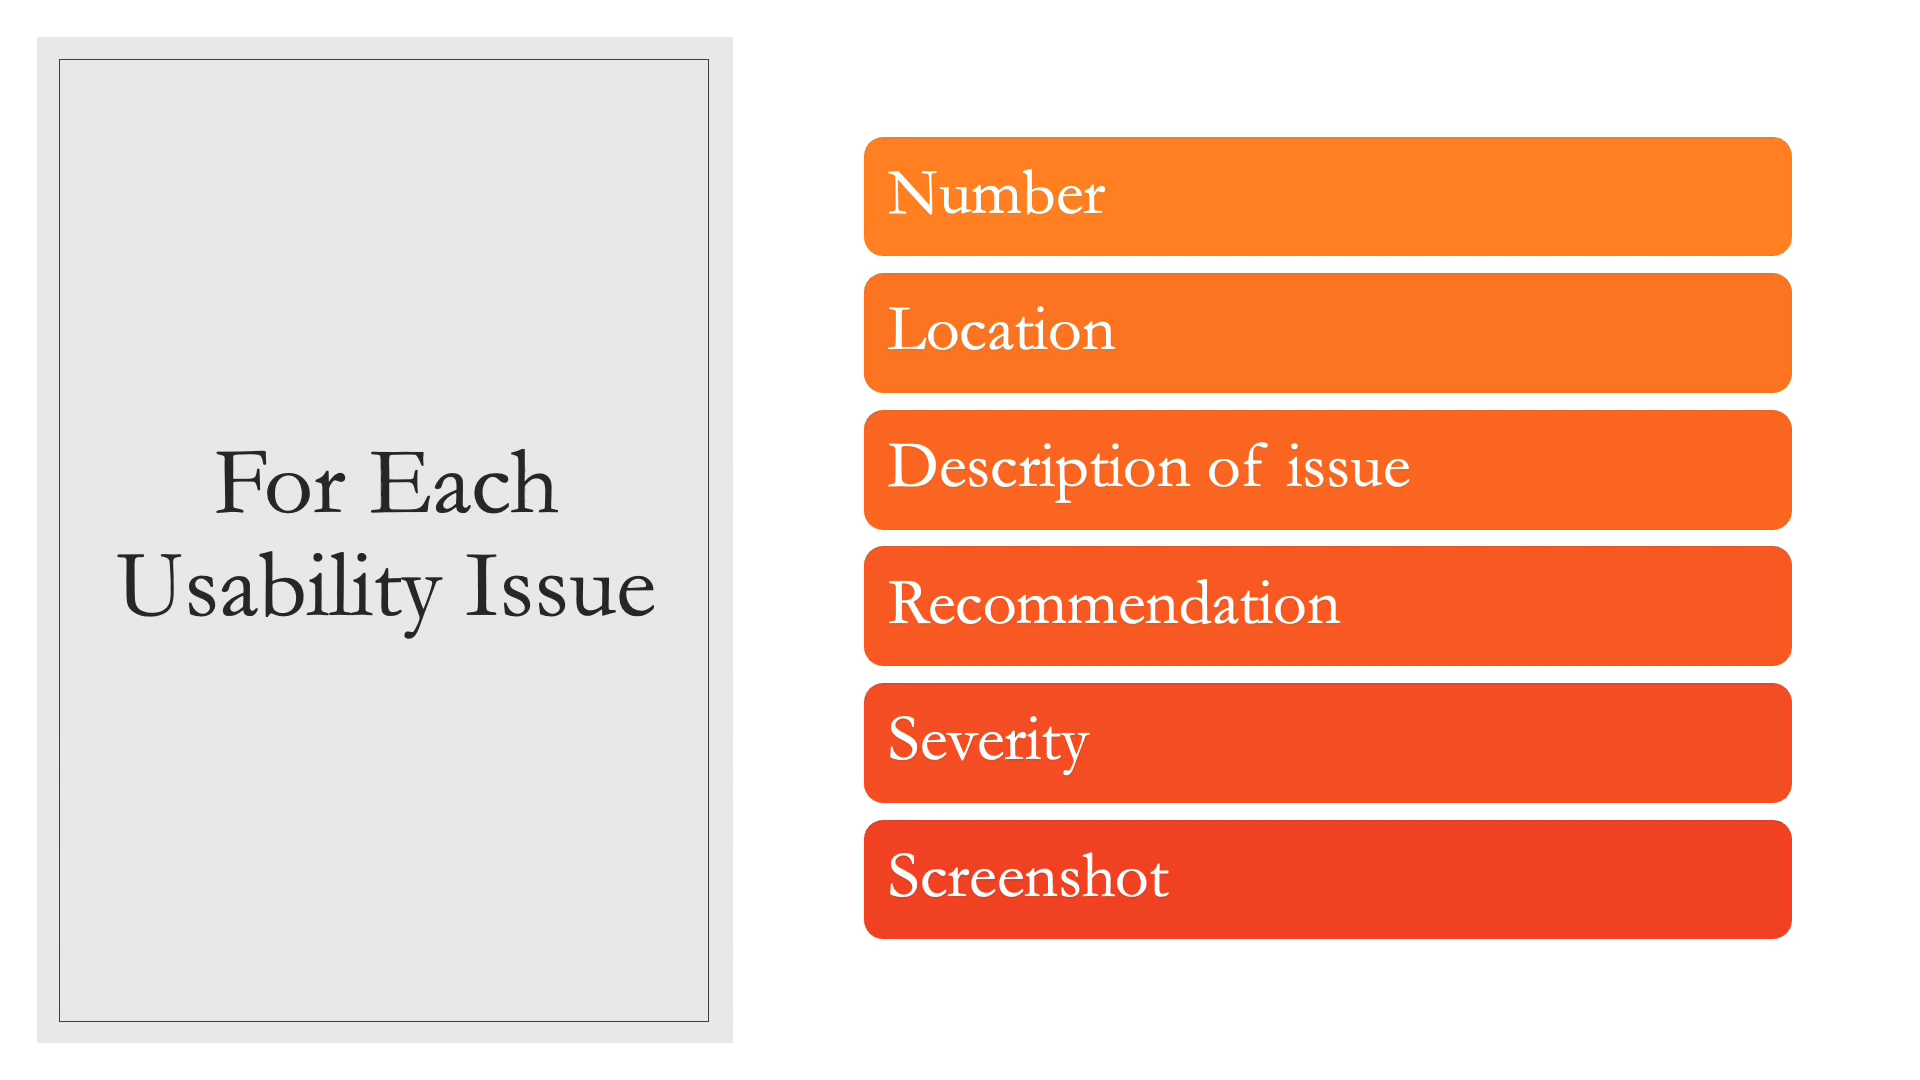 For Each
Usability Issue
Number
Location
Description of issue
Recommendation
Severity
Screenshot